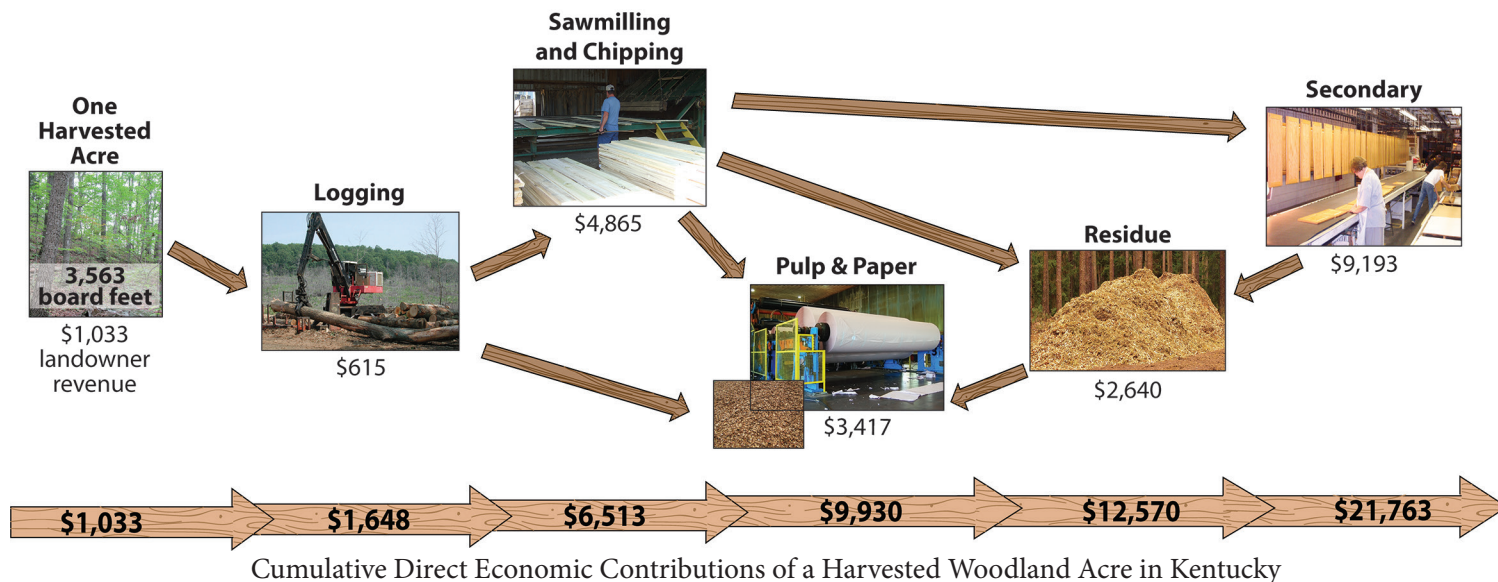 One
Harvested
Acre
3,563
board feet
$1,033
landowner
revenue
Logging
$615
Sawmilling
and Chipping
$4,865
Pulp & Paper
$3,417
Residue
$2,640
Secondary
$9,193
$1,033
$1,648
$6,513
$9,930
$12,570
$21,763
Cumulative Direct Economic Contributions of a Harvested Woodland Acre in Kentucky